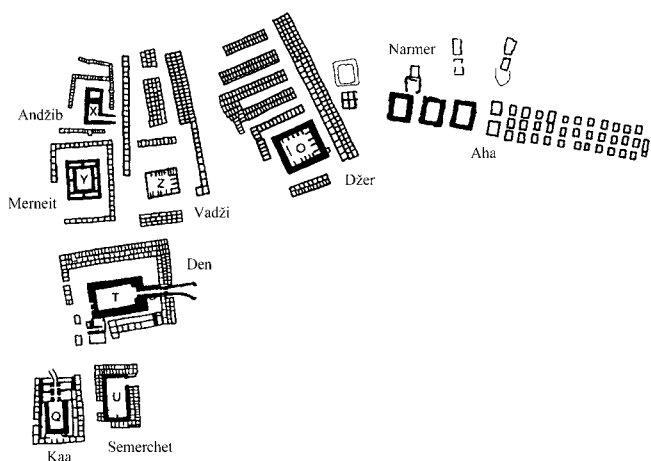 Narmer
Andžib
X
O
Aha
Y
Z
Džer
Merneit
Vadži
Den
T
U
Q
Semerchet
Kaa